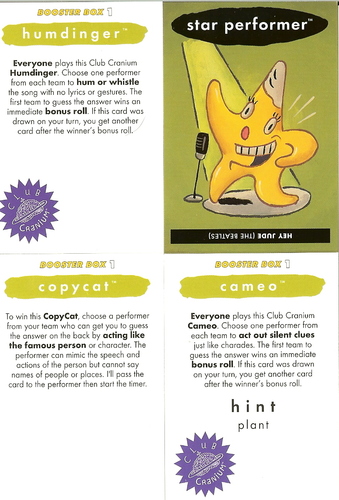 BOOSTER BOX 1
humdinger™
Everyone plays this Club Cranium
Humdinger. Choose one performer
from each team to hum or whistle
the song with no lyrics or gestures. The
first team to guess the answer wins an
immediate bonus roll. If this card was
drawn on your turn, you get another
card after the winner's bonus roll.
CLUB
CRANIUM
star performer™
HEY JUDE (THE BEATLES)
BOOSTER BOX 1
copycat™
To win this CopyCat, choose a performer
from your team who can get you to guess
the answer on the back by acting like
the famous person or character. The
performer can mimic the speech and
actions of the person but cannot say
names of people or places. I'll pass the
card to the performer then start the timer.
BOOSTER BOX 1
cameo™
Everyone plays this Club Cranium
Cameo. Choose one performer from
each team to act out silent clues
just like charades. The first team to
guess the answer wins an immediate
bonus roll. If this card was drawn
on your turn, you get another card
after the winner's bonus roll.
hint
plant
CLUB
CRANIUM